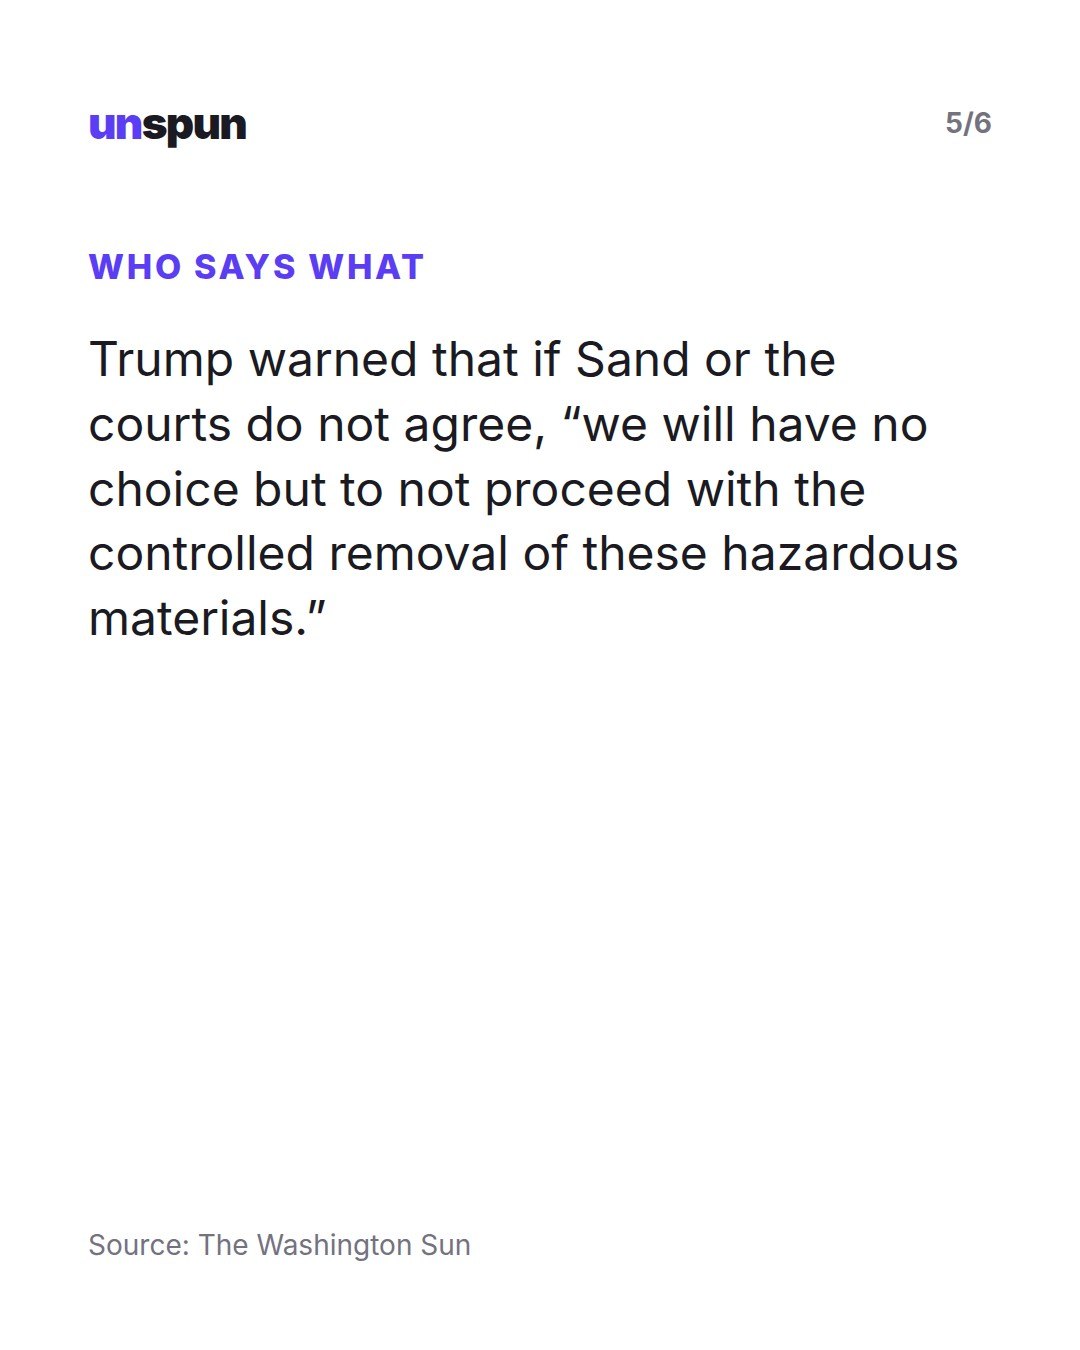 unspun
5/6
WHO SAYS WHAT
Trump warned that if Sand or the
courts do not agree, “we will have no
choice but to not proceed with the
controlled removal of these hazardous
materials.”
Source: The Washington Sun